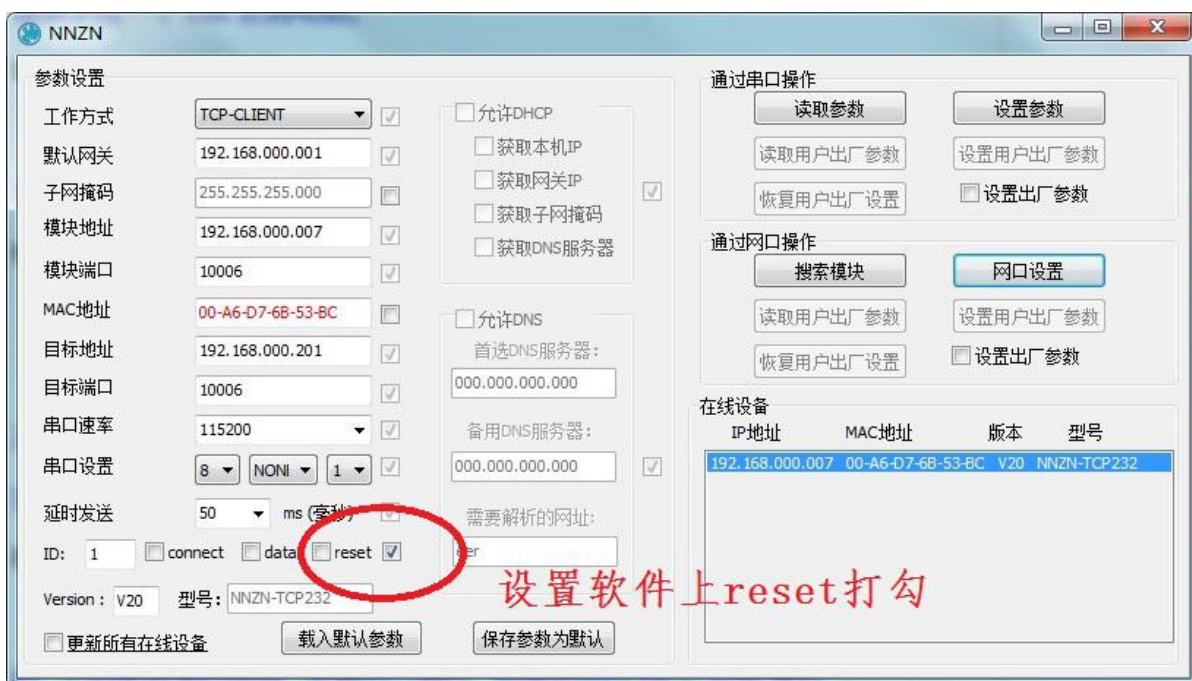 NNZN
参数设置
工作方式 TCP-CLIENT
默认网关 192.168.000.001
子网掩码 255.255.255.000
模块地址 192.168.000.007
模块端口 10006
MAC地址 00-A6-D7-6B-53-BC
目标地址 192.168.000.201
目标端口 10006
串口速率 115200
串口设置 8 NONI 1
延时发送 50 ms (毫秒)
ID: 1 connect data reset
Version : V20 型号: NNZN-TCP232
更新所有在线设备 载入默认参数 保存参数为默认
允许DHCP
获取本机IP
获取网关IP
获取子网掩码
获取DNS服务器
允许DNS
首选DNS服务器:
000.000.000.000
备用DNS服务器:
000.000.000.000
需要解析的网址:
设置软件上reset打勾
通过串口操作
读取参数 设置参数
读取用户出厂参数 设置用户出厂参数
恢复用户出厂设置 设置出厂参数
通过网口操作
搜索模块 网口设置
读取用户出厂参数 设置用户出厂参数
恢复用户出厂设置 设置出厂参数
在线设备
IP地址 MAC地址 版本 型号
192.168.000.007 00-A6-D7-6B-53-BC V20 NNZN-TCP232